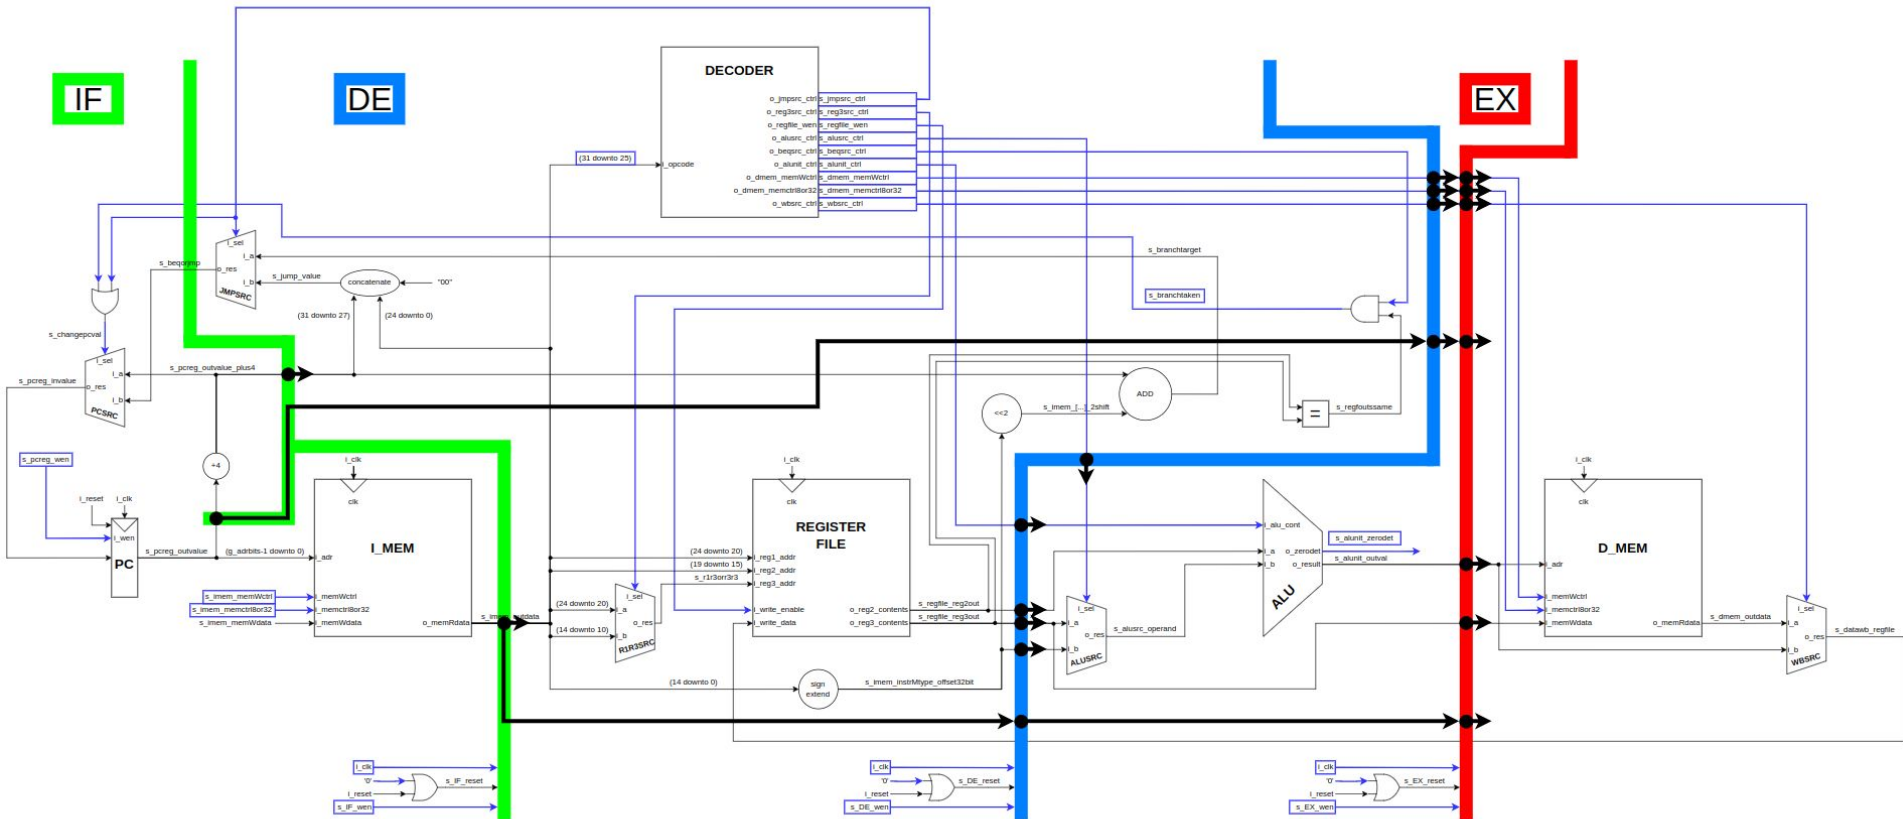 IF
DE
EX
DECODER
o_jmpsrc_ctrl s_jmpsrc_ctrl
o_reg3src_ctrl s_reg3src_ctrl
o_regfile_wen s_regfile_wen
o_alusrc_ctrl s_alusrc_ctrl
o_beqsrc_ctrl s_beqsrc_ctrl
o_alunit_ctrl s_alunit_ctrl
o_dmem_memWctrl s_dmem_memWctrl
o_dmem_memctrl8or32 s_dmem_memctrl8or32
o_wbsrc_ctrl s_wbsrc_ctrl
(31 downto 25)
i_opcode
i_sel
i_a
o_res
i_b
JMPSRC
s_beqorjmp
s_jump_value
concatenate
"00"
(31 downto 27)
(24 downto 0)
s_branchtarget
s_branchtaken
s_changepcval
i_sel
i_a
o_res
i_b
PCSRC
s_pcreg_invalue
s_pcreg_outvalue_plus4
ADD
<<2
s_imem_[...]_2shift
=
s_regfoutssame
s_pcreg_wen
+4
i_reset
i_clk
i_wen
PC
s_pcreg_outvalue
(g_adrbits-1 downto 0)
i_clk
clk
I_MEM
i_adr
i_memWctrl
i_memctrl8or32
i_memWdata
o_memRdata
s_imem_memWctrl
s_imem_memctrl8or32
s_imem_memWdata
(24 downto 20)
(19 downto 15)
s_r1r3orr3r3
(24 downto 20)
(14 downto 10)
i_sel
i_a
o_res
i_b
R1R3SRC
(14 downto 0)
sign
extend
s_imem_instrMtype_offset32bit
i_clk
clk
REGISTER
FILE
i_reg1_addr
i_reg2_addr
i_reg3_addr
i_write_enable
i_write_data
o_reg2_contents
o_reg3_contents
s_regfile_reg2out
s_regfile_reg3out
i_sel
i_a
o_res
i_b
ALUSRC
s_alusrc_operand
i_alu_cont
i_a
i_b
o_zerodet
o_result
ALU
s_alunit_zerodet
s_alunit_outval
i_clk
clk
D_MEM
i_adr
i_memWctrl
i_memctrl8or32
i_memWdata
o_memRdata
s_dmem_outdata
i_sel
i_a
o_res
i_b
WBSRC
s_datawb_regfile
i_clk
'0'
i_reset
s_IF_reset
s_IF_wen
i_clk
'0'
i_reset
s_DE_reset
s_DE_wen
i_clk
'0'
i_reset
s_EX_reset
s_EX_wen